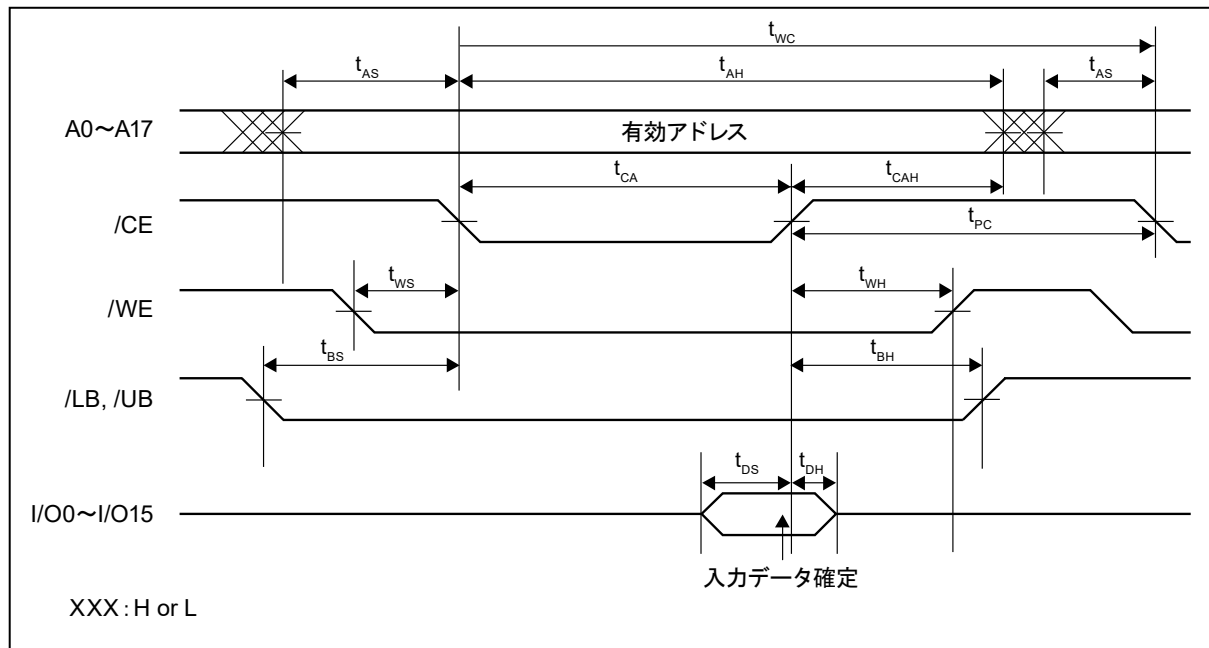 tWC
tAS
tAH
tAS
A0～A17
有効アドレス
tCA
tCAH
/CE
tPC
tWS
tWH
/WE
tBS
tBH
/LB, /UB
tDS
tDH
I/O0～I/O15
入力データ確定
XXX : H or L